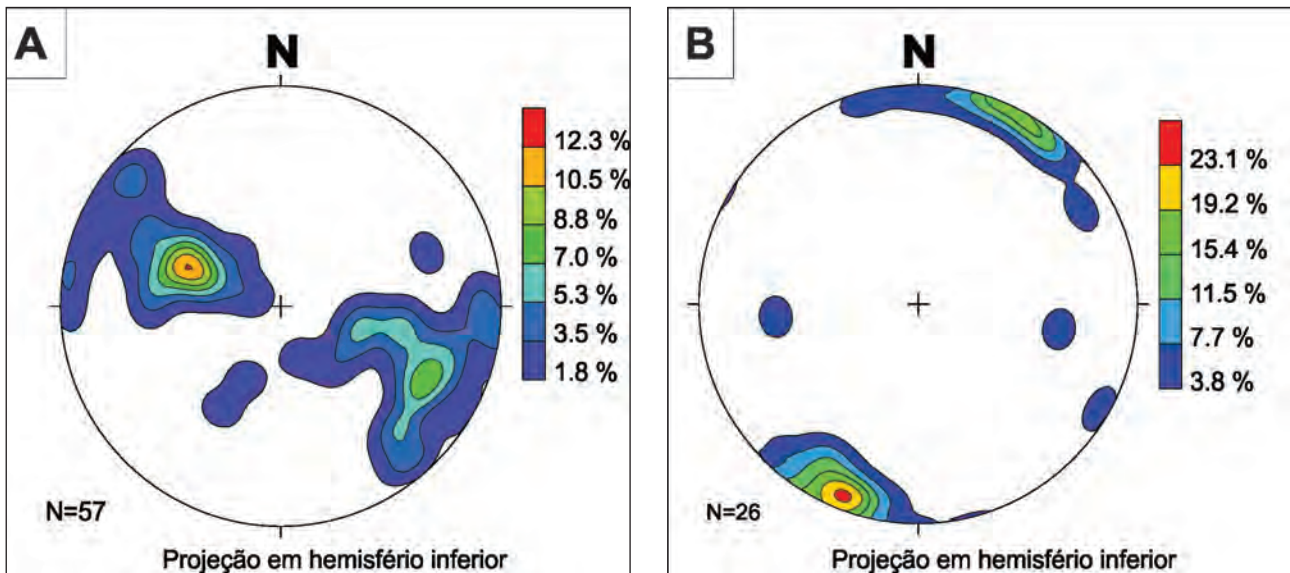 A
N
12.3 %
10.5 %
8.8 %
7.0 %
5.3 %
3.5 %
1.8 %
N=57
Projeção em hemisfério inferior
B
N
23.1 %
19.2 %
15.4 %
11.5 %
7.7 %
3.8 %
N=26
Projeção em hemisfério inferior